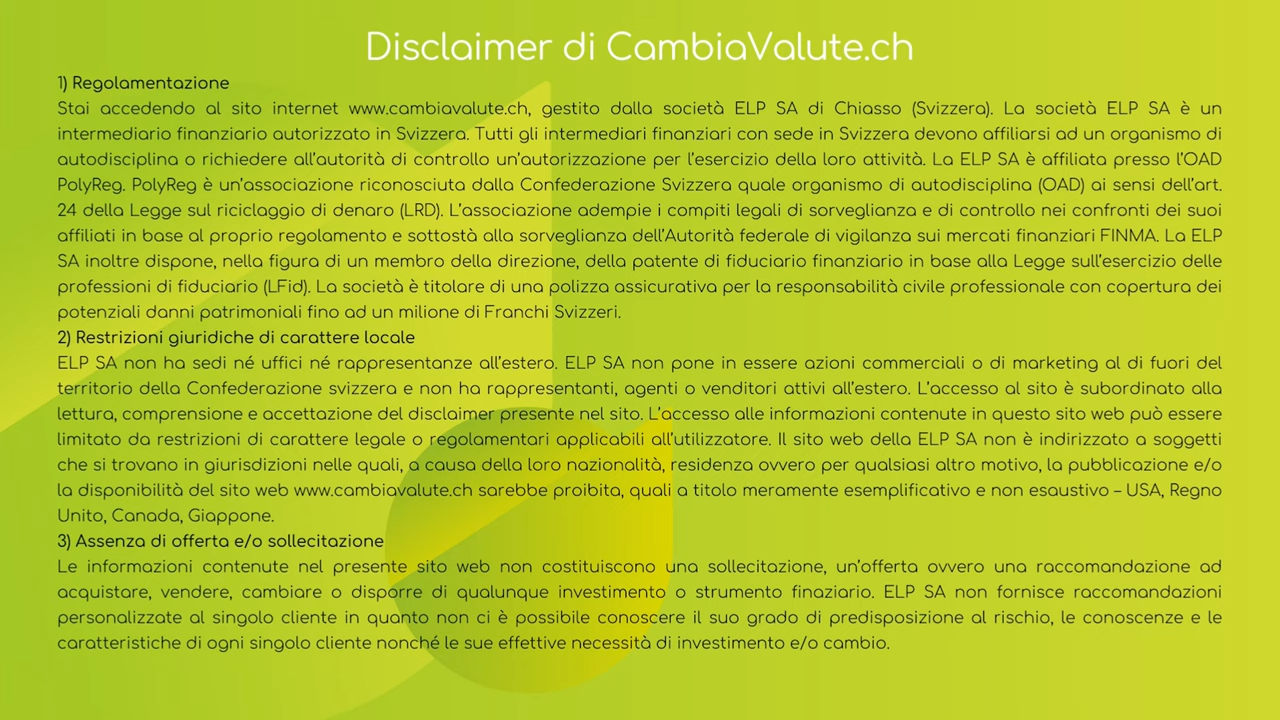 Disclaimer di CambiaValute.ch
1) Regolamentazione
Stai accedendo al sito internet www.cambiavalute.ch, gestito dalla società ELP SA di Chiasso (Svizzera). La società ELP SA è un
intermediario finanziario autorizzato in Svizzera. Tutti gli intermediari finanziari con sede in Svizzera devono affiliarsi ad un organismo di
autodisciplina o richiedere all'autorità di controllo un'autorizzazione per l'esercizio della loro attività. La ELP SA è affiliata presso l'OAD
PolyReg. PolyReg è un'associazione riconosciuta dalla Confederazione Svizzera quale organismo di autodisciplina (OAD) ai sensi dell'art.
24 della Legge sul riciclaggio di denaro (LRD). L'associazione adempie i compiti legali di sorveglianza e di controllo nei confronti dei suoi
affiliati in base al proprio regolamento e sottostà alla sorveglianza dell'Autorità federale di vigilanza sui mercati finanziari FINMA. La ELP
SA inoltre dispone, nella figura di un membro della direzione, della patente di fiduciario finanziario in base alla Legge sull'esercizio delle
professioni di fiduciario (LFid). La società è titolare di una polizza assicurativa per la responsabilità civile professionale con copertura dei
potenziali danni patrimoniali fino ad un milione di Franchi Svizzeri.
2) Restrizioni giuridiche di carattere locale
ELP SA non ha sedi né uffici né rappresentanze all'estero. ELP SA non pone in essere azioni commerciali o di marketing al di fuori del
territorio della Confederazione svizzera e non ha rappresentanti, agenti o venditori attivi all'estero. L'accesso al sito è subordinato alla
lettura, comprensione e accettazione del disclaimer presente nel sito. L'accesso alle informazioni contenute in questo sito web può essere
limitato da restrizioni di carattere legale o regolamentari applicabili all'utilizzatore. Il sito web della ELP SA non è indirizzato a soggetti
che si trovano in giurisdizioni nelle quali, a causa della loro nazionalità, residenza ovvero per qualsiasi altro motivo, la pubblicazione e/o
la disponibilità del sito web www.cambiavalute.ch sarebbe proibita, quali a titolo meramente esemplificativo e non esaustivo – USA, Regno
Unito, Canada, Giappone.
3) Assenza di offerta e/o sollecitazione
Le informazioni contenute nel presente sito web non costituiscono una sollecitazione, un'offerta ovvero una raccomandazione ad
acquistare, vendere, cambiare o disporre di qualunque investimento o strumento finaziario. ELP SA non fornisce raccomandazioni
personalizzate al singolo cliente in quanto non ci è possibile conoscere il suo grado di predisposizione al rischio, le conoscenze e le
caratteristiche di ogni singolo cliente nonché le sue effettive necessità di investimento e/o cambio.